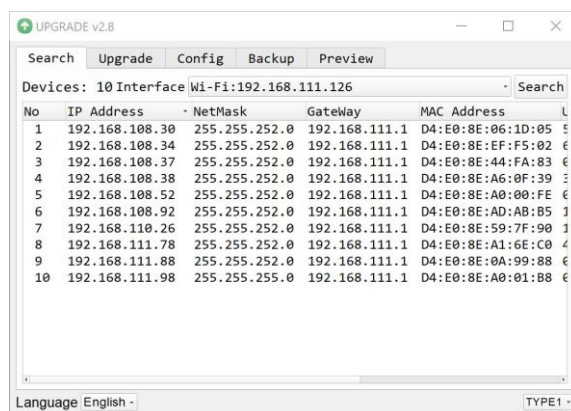 UPGRADE v2.8
Search Upgrade Config Backup Preview
Devices: 10 Interface Wi-Fi:192.168.111.126 Search
No IP Address NetMask GateWay MAC Address U
1 192.168.108.30 255.255.252.0 192.168.111.1 D4:E0:8E:06:1D:05 5
2 192.168.108.34 255.255.252.0 192.168.111.1 D4:E0:8E:EF:F5:02
3 192.168.108.37 255.255.252.0 192.168.111.1 D4:E0:8E:44:FA:83
4 192.168.108.38 255.255.252.0 192.168.111.1 D4:E0:8E:A6:0F:39
5 192.168.108.52 255.255.252.0 192.168.111.1 D4:E0:8E:A0:00:FE
6 192.168.108.92 255.255.252.0 192.168.111.1 D4:E0:8E:AD:AB:B5 1
7 192.168.110.26 255.255.252.0 192.168.111.1 D4:E0:8E:59:7F:90 1
8 192.168.111.78 255.255.252.0 192.168.111.1 D4:E0:8E:A1:6E:C0 4
9 192.168.111.88 255.255.252.0 192.168.111.1 D4:E0:8E:0A:99:88
10 192.168.111.98 255.255.255.0 192.168.111.1 D4:E0:8E:A0:01:B8
Language English TYPE1